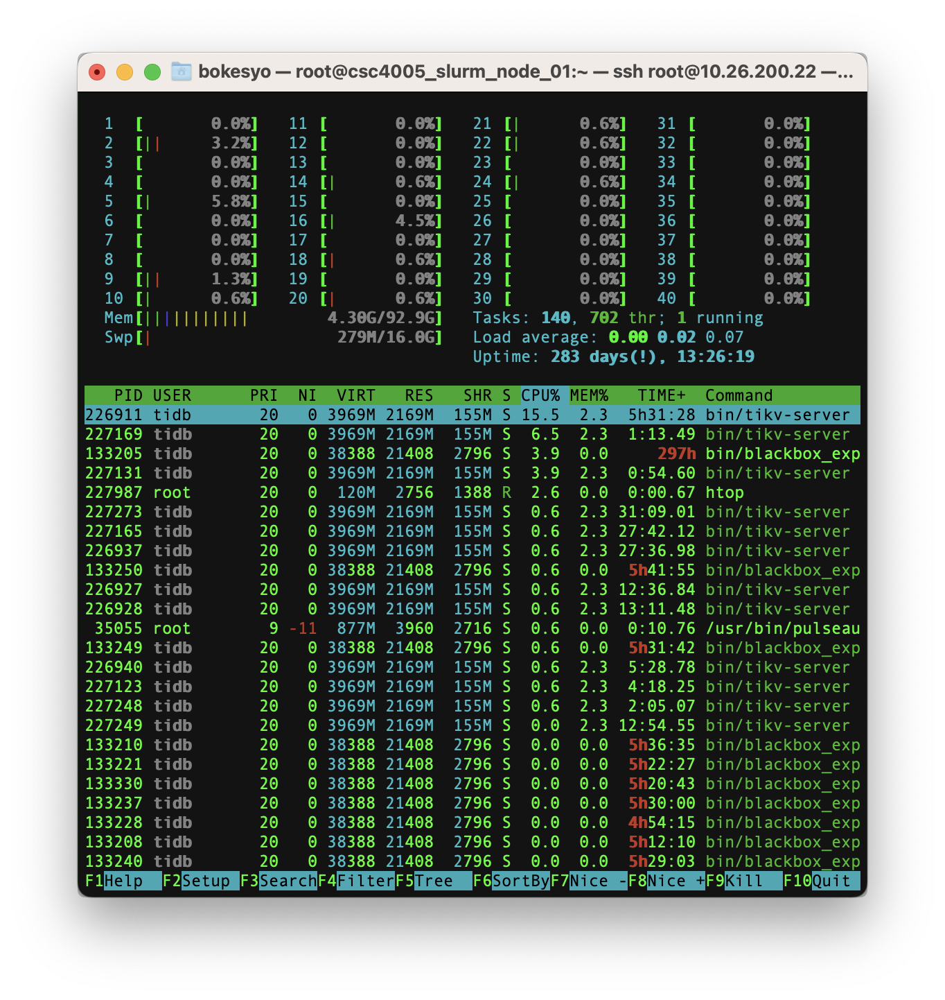 bokesyo — root@csc4005_slurm_node_01:~ — ssh root@10.26.200.22 —...
1 [ 0.0%] 11 [ 0.0%] 21 [| 0.6%] 31 [ 0.0%]
2 [|| 3.2%] 12 [ 0.0%] 22 [| 0.6%] 32 [ 0.0%]
3 [ 0.0%] 13 [ 0.0%] 23 [ 0.0%] 33 [ 0.0%]
4 [ 0.0%] 14 [| 0.6%] 24 [| 0.6%] 34 [ 0.0%]
5 [| 5.8%] 15 [ 0.0%] 25 [ 0.0%] 35 [ 0.0%]
6 [ 0.0%] 16 [| 4.5%] 26 [ 0.0%] 36 [ 0.0%]
7 [ 0.0%] 17 [ 0.0%] 27 [ 0.0%] 37 [ 0.0%]
8 [ 0.0%] 18 [| 0.6%] 28 [ 0.0%] 38 [ 0.0%]
9 [|| 1.3%] 19 [ 0.0%] 29 [ 0.0%] 39 [ 0.0%]
10 [| 0.6%] 20 [| 0.6%] 30 [ 0.0%] 40 [ 0.0%]
Mem[||||||||||| 4.30G/92.9G] Tasks: 140, 702 thr; 1 running
Swp[| 279M/16.0G] Load average: 0.00 0.02 0.07
Uptime: 283 days(!), 13:26:19
PID USER PRI NI VIRT RES SHR S CPU% MEM% TIME+ Command
226911 tidb 20 0 3969M 2169M 155M S 15.5 2.3 5h31:28 bin/tikv-server
227169 tidb 20 0 3969M 2169M 155M S 6.5 2.3 1:13.49 bin/tikv-server
133205 tidb 20 0 38388 21408 2796 S 3.9 0.0 297h bin/blackbox_exp
227131 tidb 20 0 3969M 2169M 155M S 3.9 2.3 0:54.60 bin/tikv-server
227987 root 20 0 120M 2756 1388 R 2.6 0.0 0:00.67 htop
227273 tidb 20 0 3969M 2169M 155M S 0.6 2.3 31:09.01 bin/tikv-server
227165 tidb 20 0 3969M 2169M 155M S 0.6 2.3 27:42.12 bin/tikv-server
226937 tidb 20 0 3969M 2169M 155M S 0.6 2.3 27:36.98 bin/tikv-server
133250 tidb 20 0 38388 21408 2796 S 0.6 0.0 5h41:55 bin/blackbox_exp
226927 tidb 20 0 3969M 2169M 155M S 0.6 2.3 12:36.84 bin/tikv-server
226928 tidb 20 0 3969M 2169M 155M S 0.6 2.3 13:11.48 bin/tikv-server
35055 root 9 -11 877M 3960 2716 S 0.6 0.0 0:10.76 /usr/bin/pulseau
133249 tidb 20 0 38388 21408 2796 S 0.6 0.0 5h31:42 bin/blackbox_exp
226940 tidb 20 0 3969M 2169M 155M S 0.6 2.3 5:28.78 bin/tikv-server
227123 tidb 20 0 3969M 2169M 155M S 0.6 2.3 4:18.25 bin/tikv-server
227248 tidb 20 0 3969M 2169M 155M S 0.6 2.3 2:05.07 bin/tikv-server
227249 tidb 20 0 3969M 2169M 155M S 0.0 2.3 12:54.55 bin/tikv-server
133210 tidb 20 0 38388 21408 2796 S 0.0 0.0 5h36:35 bin/blackbox_exp
133221 tidb 20 0 38388 21408 2796 S 0.0 0.0 5h22:27 bin/blackbox_exp
133330 tidb 20 0 38388 21408 2796 S 0.0 0.0 5h20:43 bin/blackbox_exp
133237 tidb 20 0 38388 21408 2796 S 0.0 0.0 5h30:00 bin/blackbox_exp
133228 tidb 20 0 38388 21408 2796 S 0.0 0.0 4h54:15 bin/blackbox_exp
133208 tidb 20 0 38388 21408 2796 S 0.0 0.0 5h12:10 bin/blackbox_exp
133240 tidb 20 0 38388 21408 2796 S 0.0 0.0 5h29:03 bin/blackbox_exp
F1Help F2Setup F3SearchF4FilterF5Tree F6SortByF7Nice -F8Nice +F9Kill F10Quit